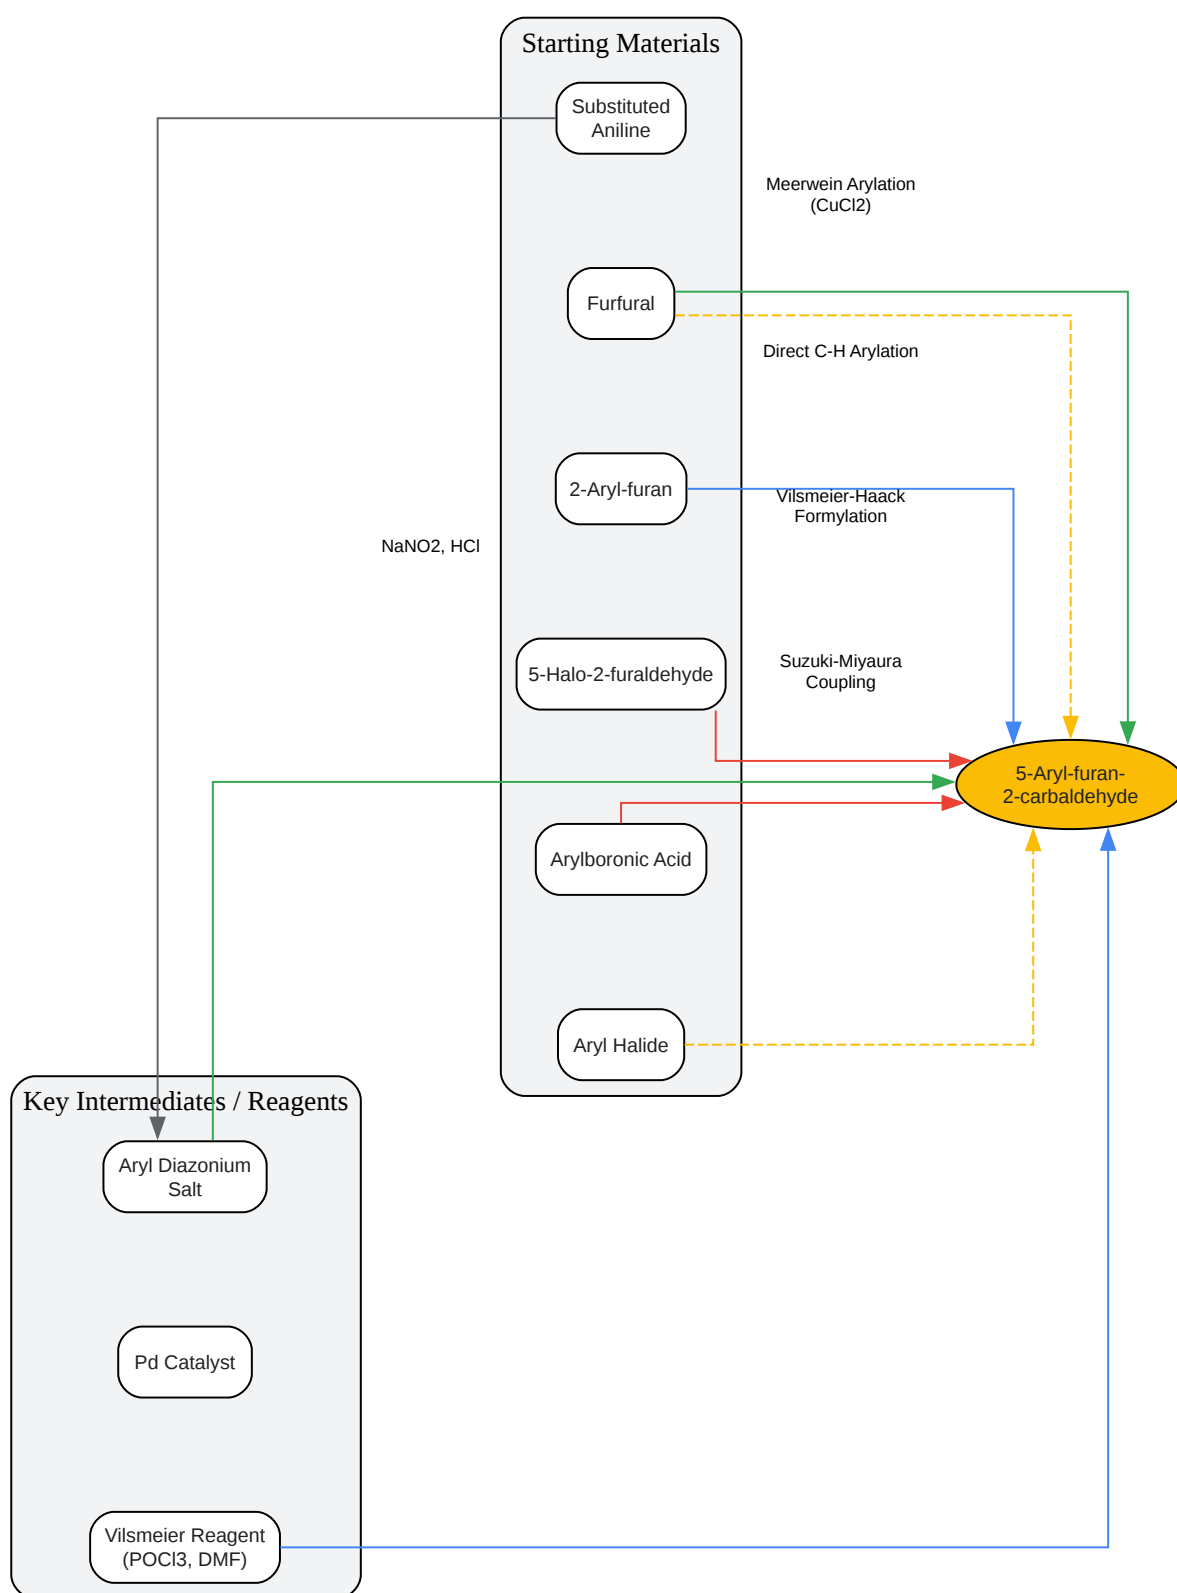 Starting Materials
Substituted
Aniline
Meerwein Arylation
(CuCl2)
Furfural
Direct C-H Arylation
2-Aryl-furan
Vilsmeier-Haack
Formylation
NaNO2, HCl
5-Halo-2-furaldehyde
Suzuki-Miyaura
Coupling
5-Aryl-furan-
2-carbaldehyde
Arylboronic Acid
Aryl Halide
Key Intermediates / Reagents
Aryl Diazonium
Salt
Pd Catalyst
Vilsmeier Reagent
(POCl3, DMF)